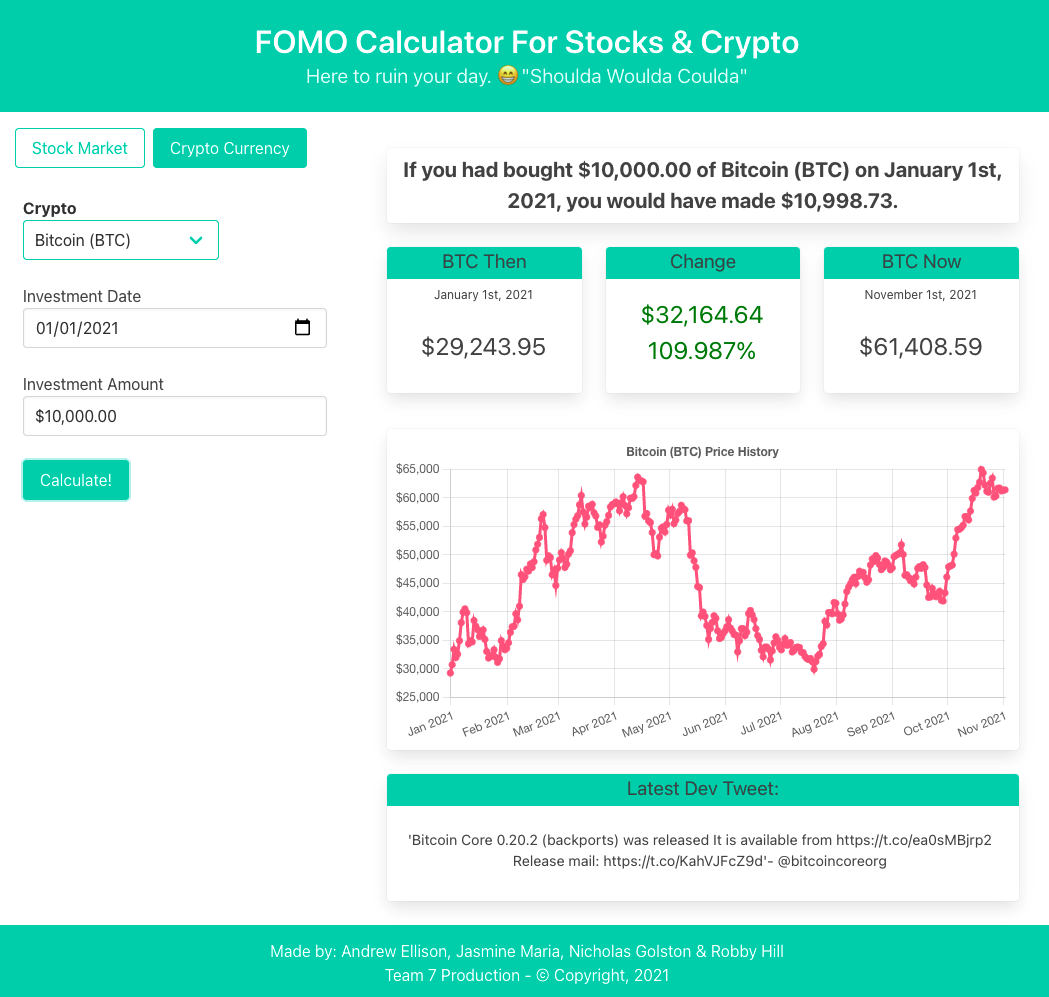 FOMO Calculator For Stocks & Crypto
Here to ruin your day. 😁"Shoulda Woulda Coulda"
Stock Market
Crypto Currency
Crypto
Bitcoin (BTC)
Investment Date
01/01/2021
Investment Amount
$10,000.00
Calculate!
If you had bought $10,000.00 of Bitcoin (BTC) on January 1st,
2021, you would have made $10,998.73.
BTC Then
January 1st, 2021
$29,243.95
Change
$32,164.64
109.987%
BTC Now
November 1st, 2021
$61,408.59
Bitcoin (BTC) Price History
$65,000
$60,000
$55,000
$50,000
$45,000
$40,000
$35,000
$30,000
$25,000
Jan 2021
Feb 2021
Mar 2021
Apr 2021
May 2021
Jun 2021
Jul 2021
Aug 2021
Sep 2021
Oct 2021
Nov 2021
Latest Dev Tweet:
'Bitcoin Core 0.20.2 (backports) was released It is available from https://t.co/ea0sMBjrp2
Release mail: https://t.co/KahVJFcZ9d'- @bitcoincoreorg
Made by: Andrew Ellison, Jasmine Maria, Nicholas Golston & Robby Hill
Team 7 Production - © Copyright, 2021